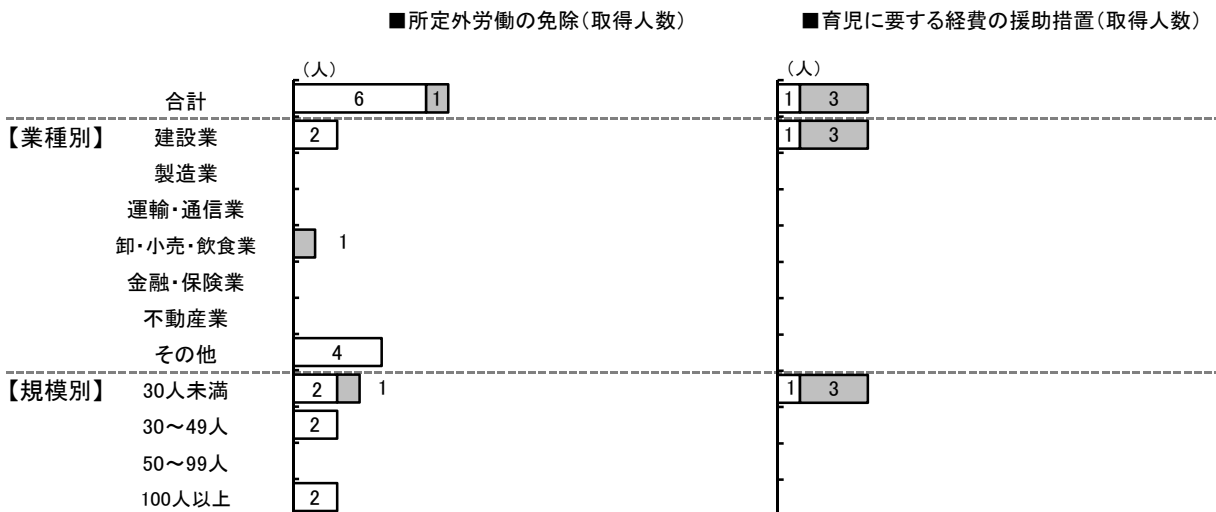 ■所定外労働の免除（取得人数） ■育児に要する経費の援助措置（取得人数）
（人） （人）
合計 6 1 1 3
【業種別】 建設業 2 1 3
製造業
運輸・通信業
卸・小売・飲食業 1
金融・保険業
不動産業
その他 4
【規模別】 30人未満 2 1 1 3
30～49人 2
50～99人
100人以上 2